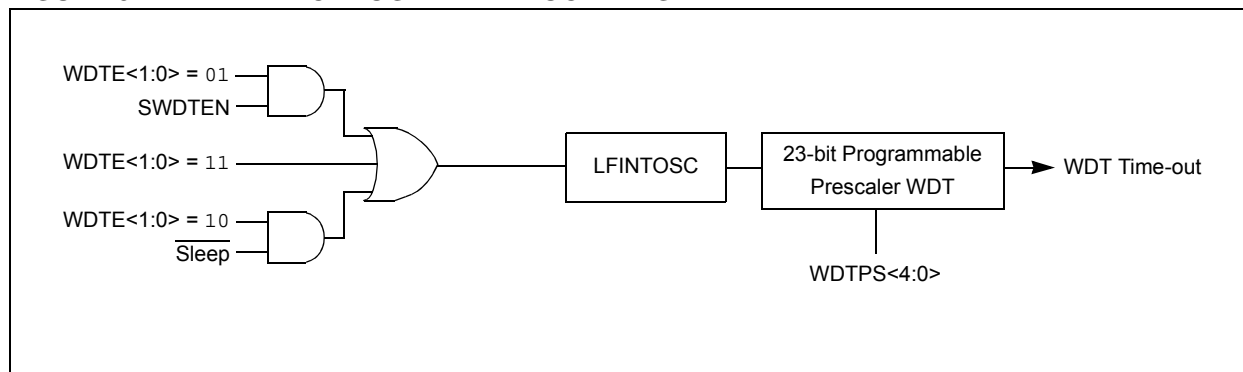 WDTE<1:0> = 01
SWDTEN
WDTE<1:0> = 11
WDTE<1:0> = 10
Sleep
LFINTOSC
23-bit Programmable
Prescaler WDT
WDT Time-out
WDTPS<4:0>